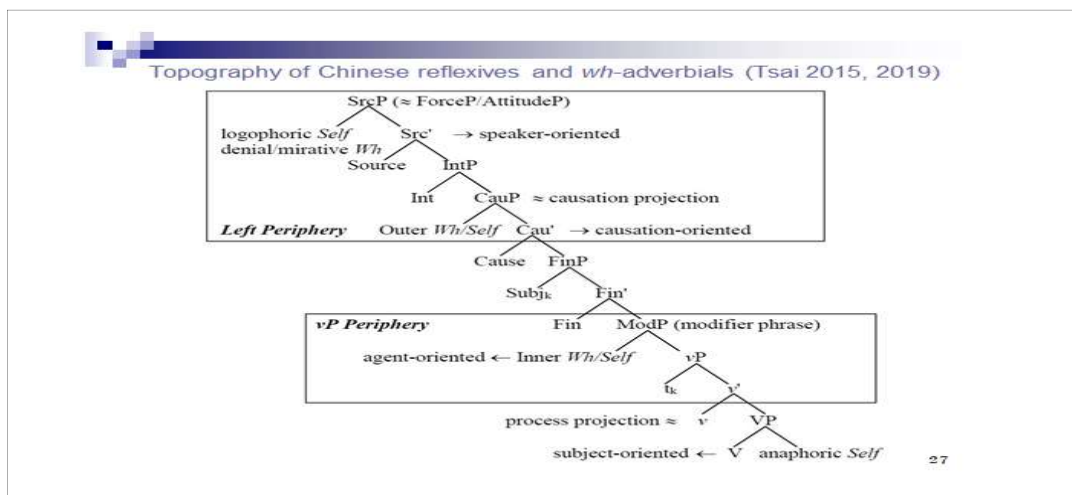 Topography of Chinese reflexives and wh-adverbials (Tsai 2015, 2019)
SrcP (≈ ForceP/AttitudeP)
logophoric Self Src' → speaker-oriented
denial/mirative Wh
Source IntP
Int CauP ≈ causation projection
Left Periphery Outer Wh/Self Cau' → causation-oriented
Cause FinP
Subjk Fin'
vP Periphery Fin ModP (modifier phrase)
agent-oriented ← Inner Wh/Self vP
tk v'
process projection ≈ v VP
subject-oriented ← V anaphoric Self
27